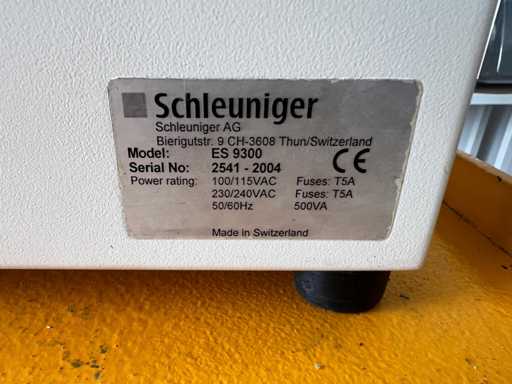 Schleuniger
Schleuniger AG
Bierigutstr. 9 CH-3608 Thun/Switzerland
Model: ES 9300
Serial No: 2541 - 2004
Power rating: 100/115VAC Fuses: T5A
230/240VAC Fuses: T5A
50/60Hz 500VA
CE
Made in Switzerland